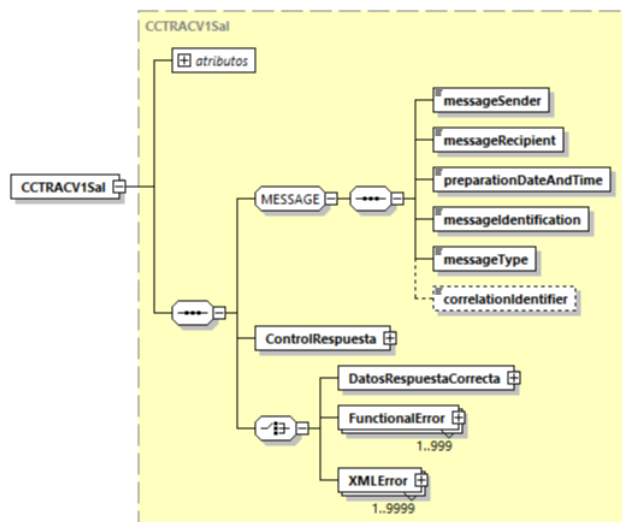 CCTRACV1Sal
atributos
messageSender
messageRecipient
preparationDateAndTime
CCTRACV1Sal
MESSAGE
messageIdentification
messageType
correlationIdentifier
ControlRespuesta
DatosRespuestaCorrecta
FunctionalError
1..999
XMLError
1..9999